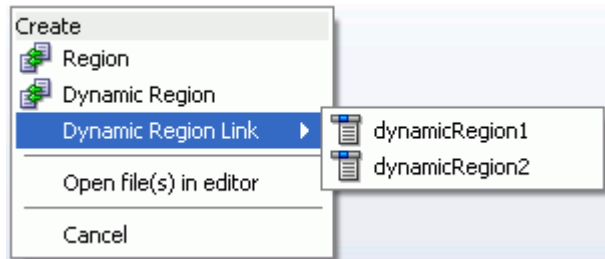 Create
Region
Dynamic Region
Dynamic Region Link
dynamicRegion1
dynamicRegion2
Open file(s) in editor
Cancel